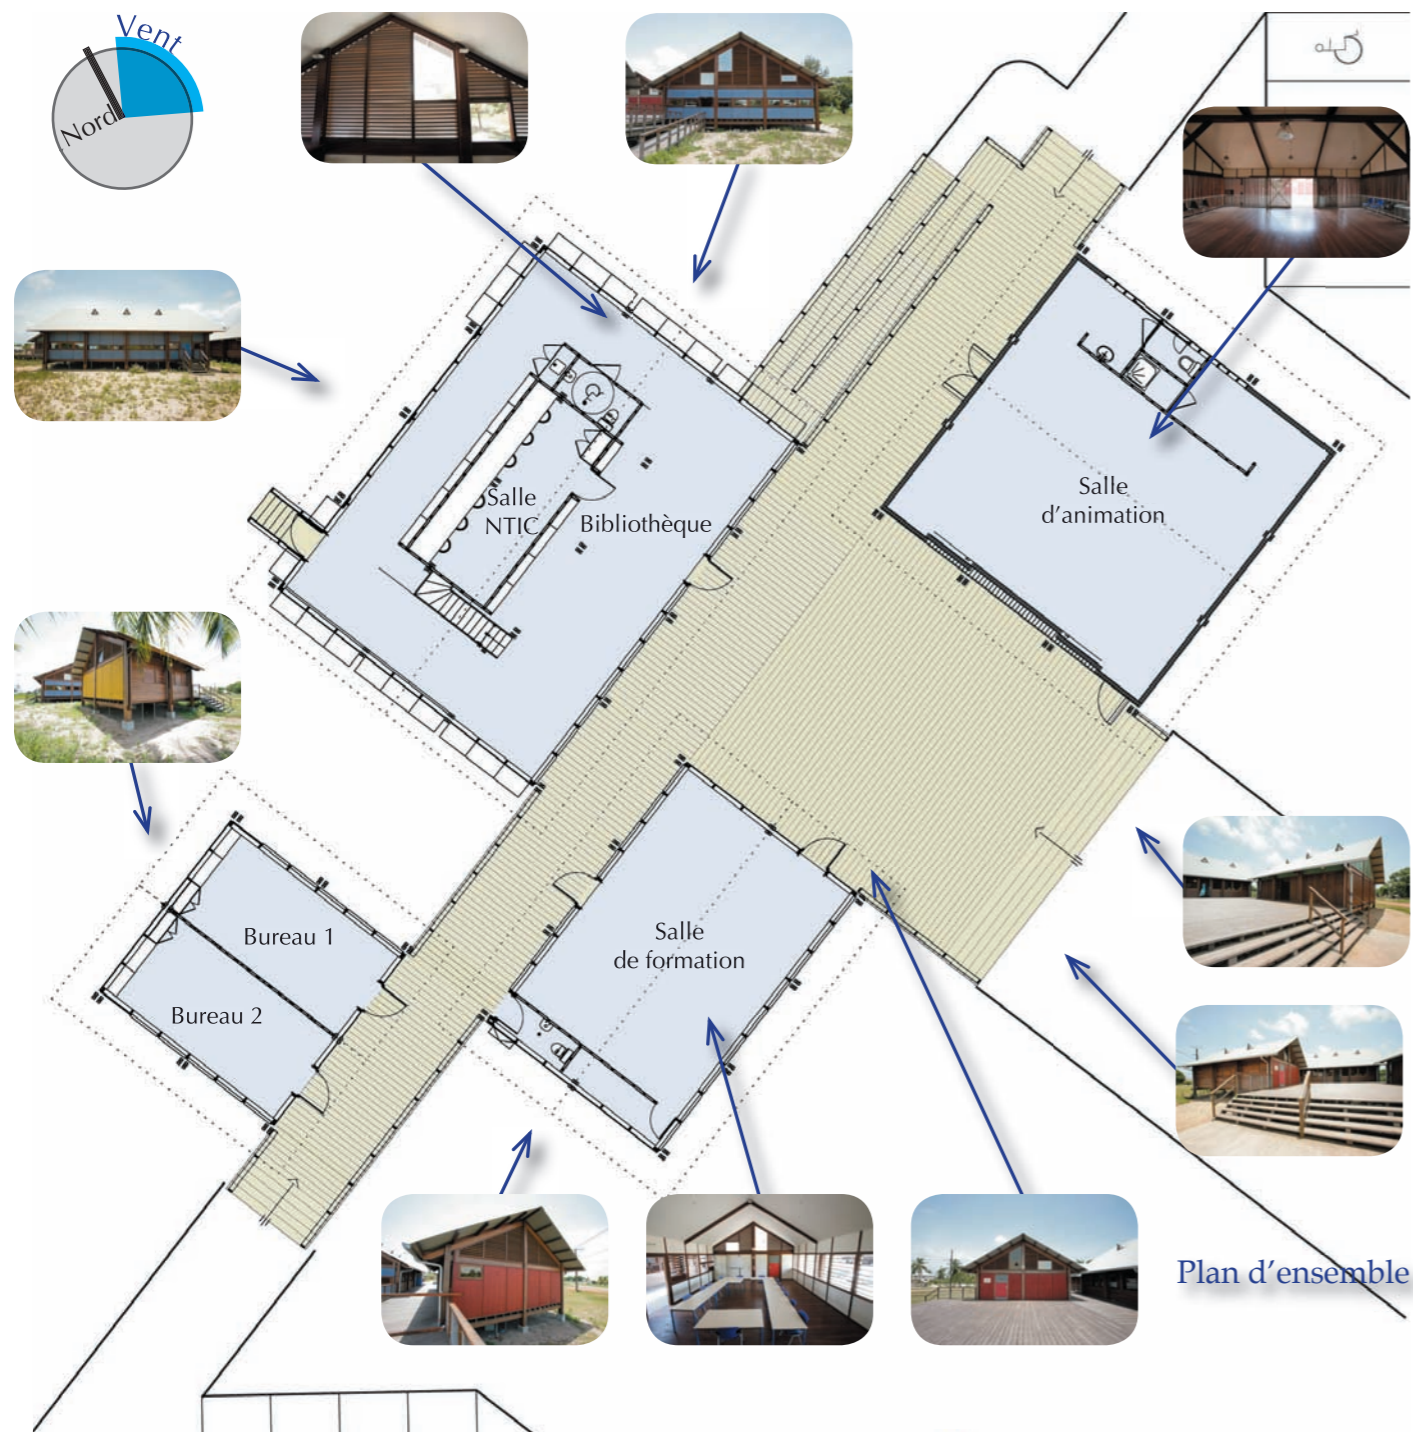 Vent
Nord
Salle
NTIC
Bibliothèque
Salle
d'animation
Bureau 1
Bureau 2
Salle
de formation
Plan d'ensemble